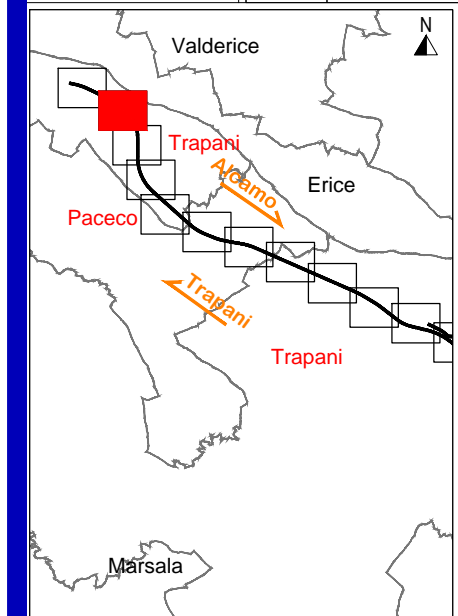 N
Valderice
Trapani
Alcamo
Erice
Paceco
Trapani
Trapani
Marsala